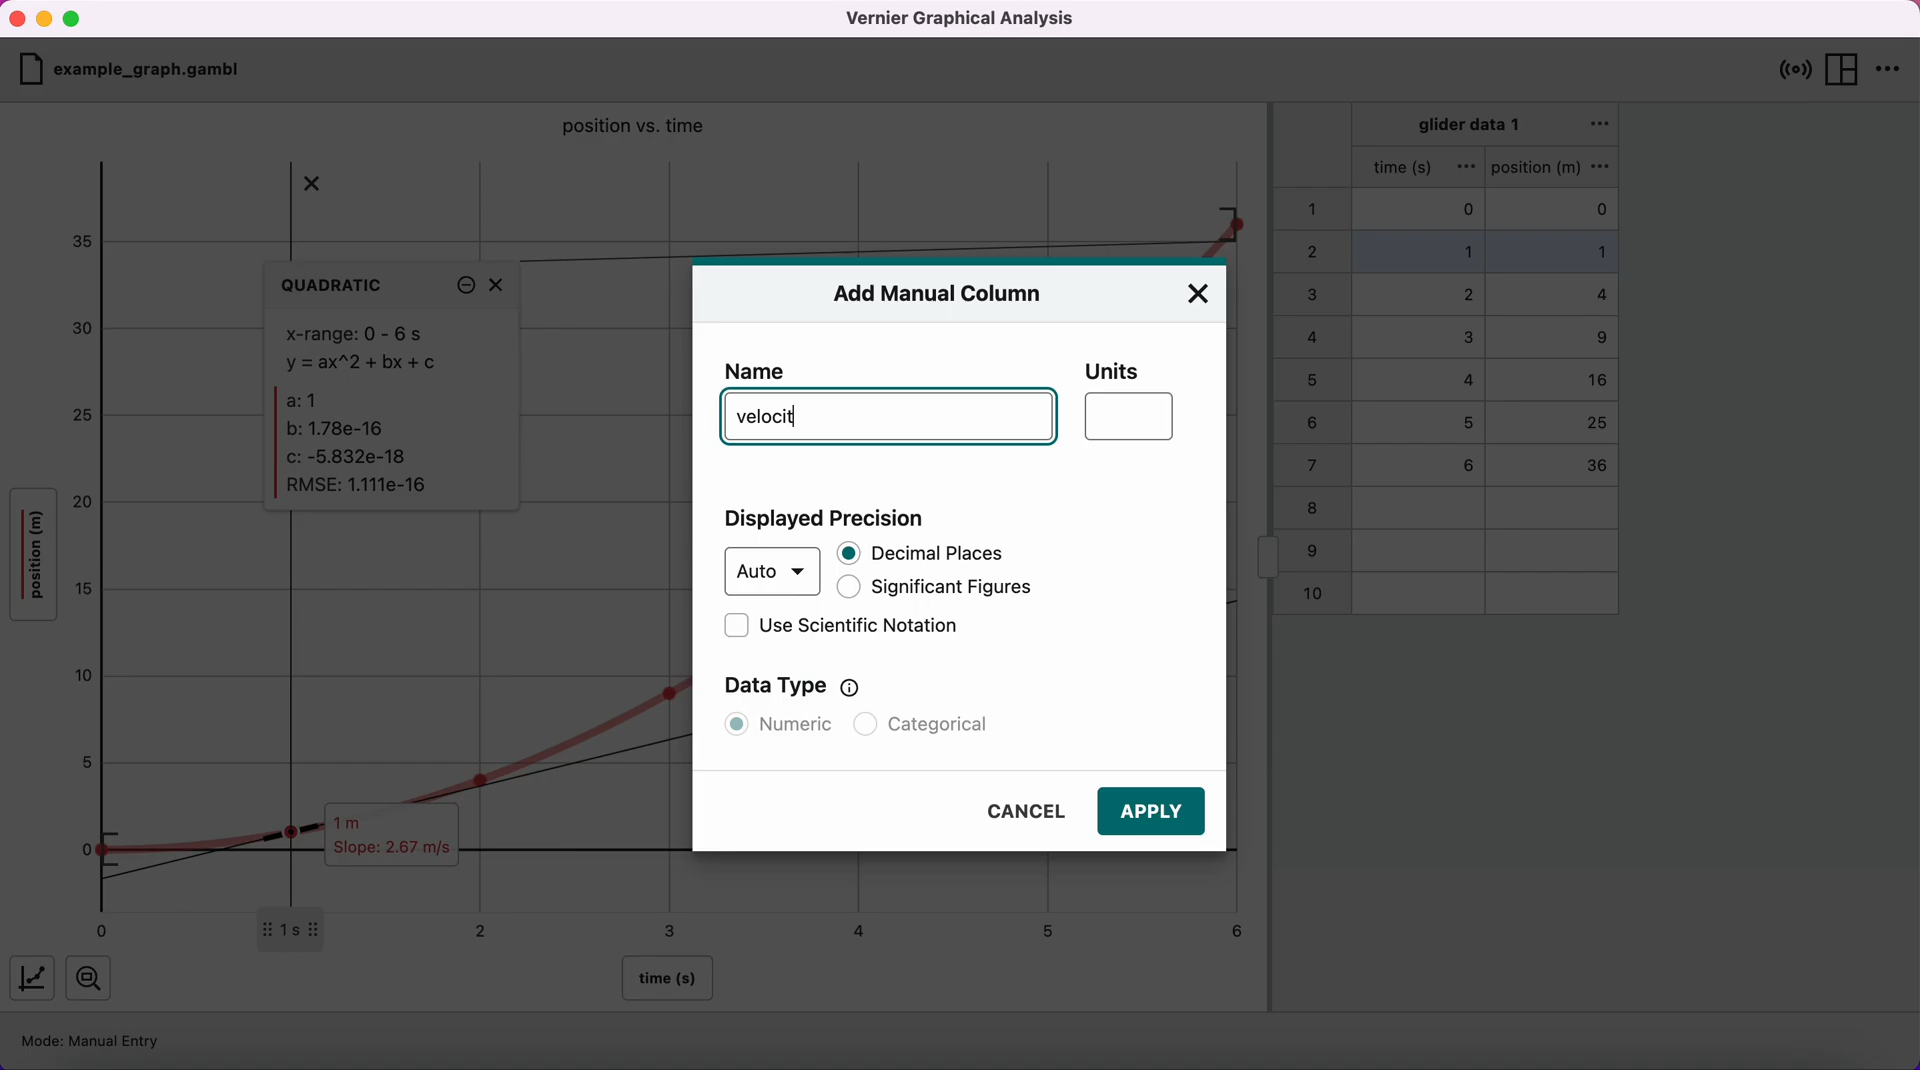 Vernier Graphical Analysis
example_graph.gambl
position vs. time
35
30
25
20
15
10
5
0
position (m)
QUADRATIC
x-range: 0 - 6 s
y = ax^2 + bx + c
a: 1
b: 1.78e-16
c: -5.832e-18
RMSE: 1.111e-16
1 m
Slope: 2.67 m/s
0
1 s
2
3
4
5
6
time (s)
Add Manual Column
Name
Units
velocit
Displayed Precision
Auto
Decimal Places
Significant Figures
Use Scientific Notation
Data Type
Numeric
Categorical
CANCEL
APPLY
glider data 1
time (s) position (m)
1 0 0
2 1 1
3 2 4
4 3 9
5 4 16
6 5 25
7 6 36
8
9
10
Mode: Manual Entry